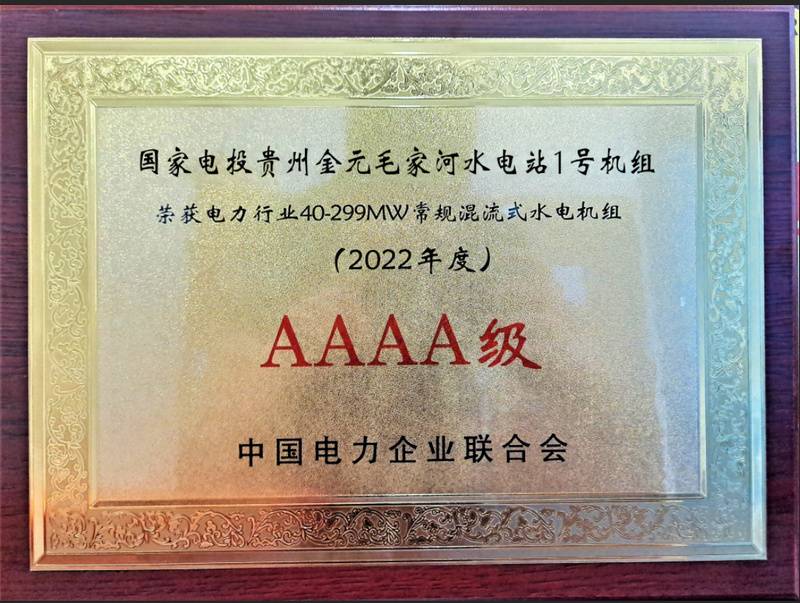 国家电投贵州金元毛家河水电站1号机组
荣获电力行业40-299MW常规混流式水电机组
（2022年度）
AAAA级
中国电力企业联合会